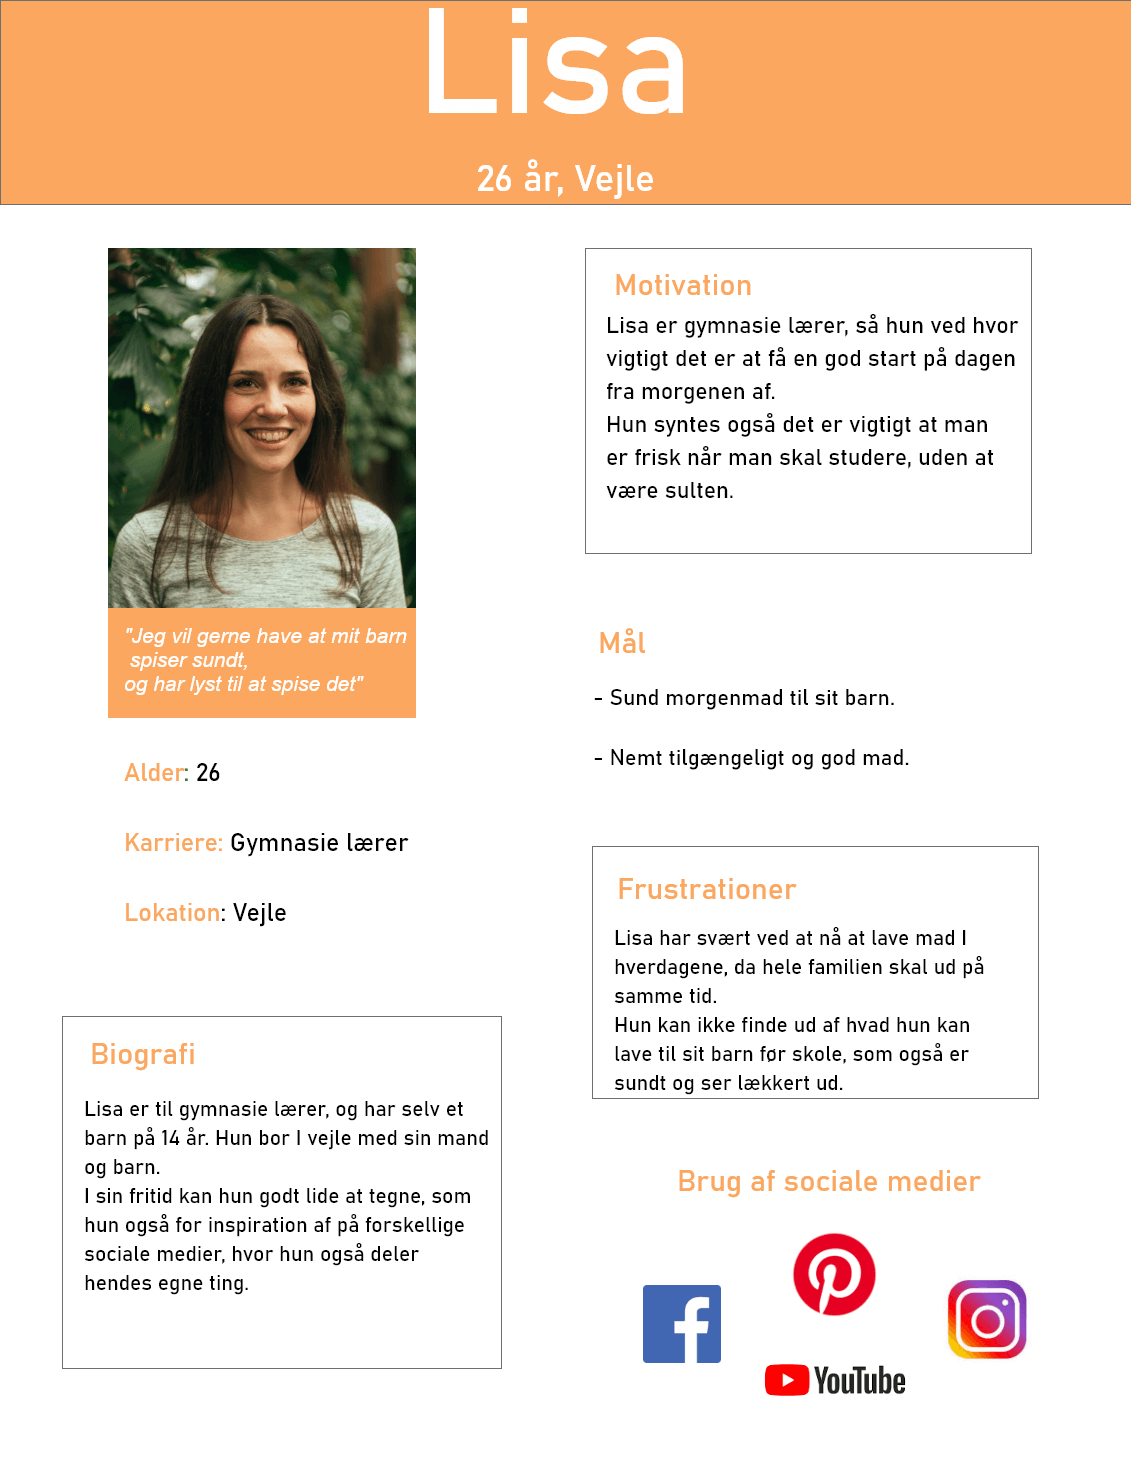 Lisa
26 år, Vejle
"Jeg vil gerne have at mit barn
spiser sundt,
og har lyst til at spise det"
Alder: 26
Karriere: Gymnasie lærer
Lokation: Vejle
Biografi
Lisa er til gymnasie lærer, og har selv et
barn på 14 år. Hun bor I vejle med sin mand
og barn.
I sin fritid kan hun godt lide at tegne, som
hun også for inspiration af på forskellige
sociale medier, hvor hun også deler
hendes egne ting.
Motivation
Lisa er gymnasie lærer, så hun ved hvor
vigtigt det er at få en god start på dagen
fra morgenen af.
Hun syntes også det er vigtigt at man
er frisk når man skal studere, uden at
være sulten.
Mål
- Sund morgenmad til sit barn.
- Nemt tilgængeligt og god mad.
Frustrationer
Lisa har svært ved at nå at lave mad I
hverdagene, da hele familien skal ud på
samme tid.
Hun kan ikke finde ud af hvad hun kan
lave til sit barn før skole, som også er
sundt og ser lækkert ud.
Brug af sociale medier
YouTube